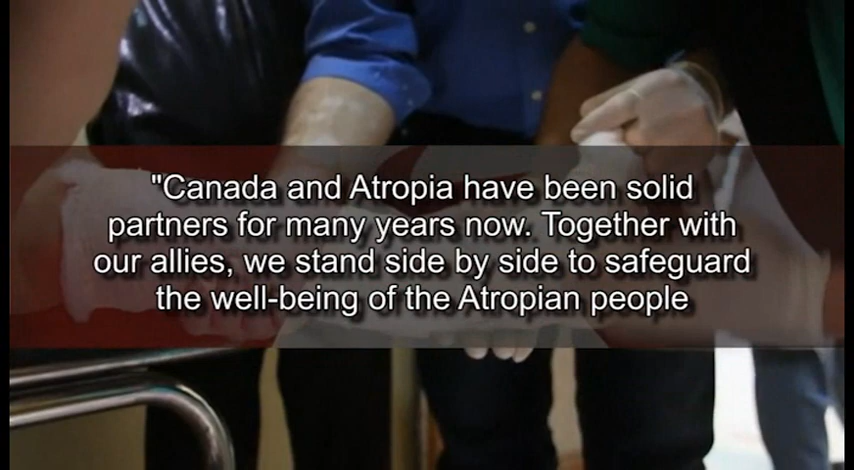 "Canada and Atropia have been solid
partners for many years now. Together with
our allies, we stand side by side to safeguard
the well-being of the Atropian people